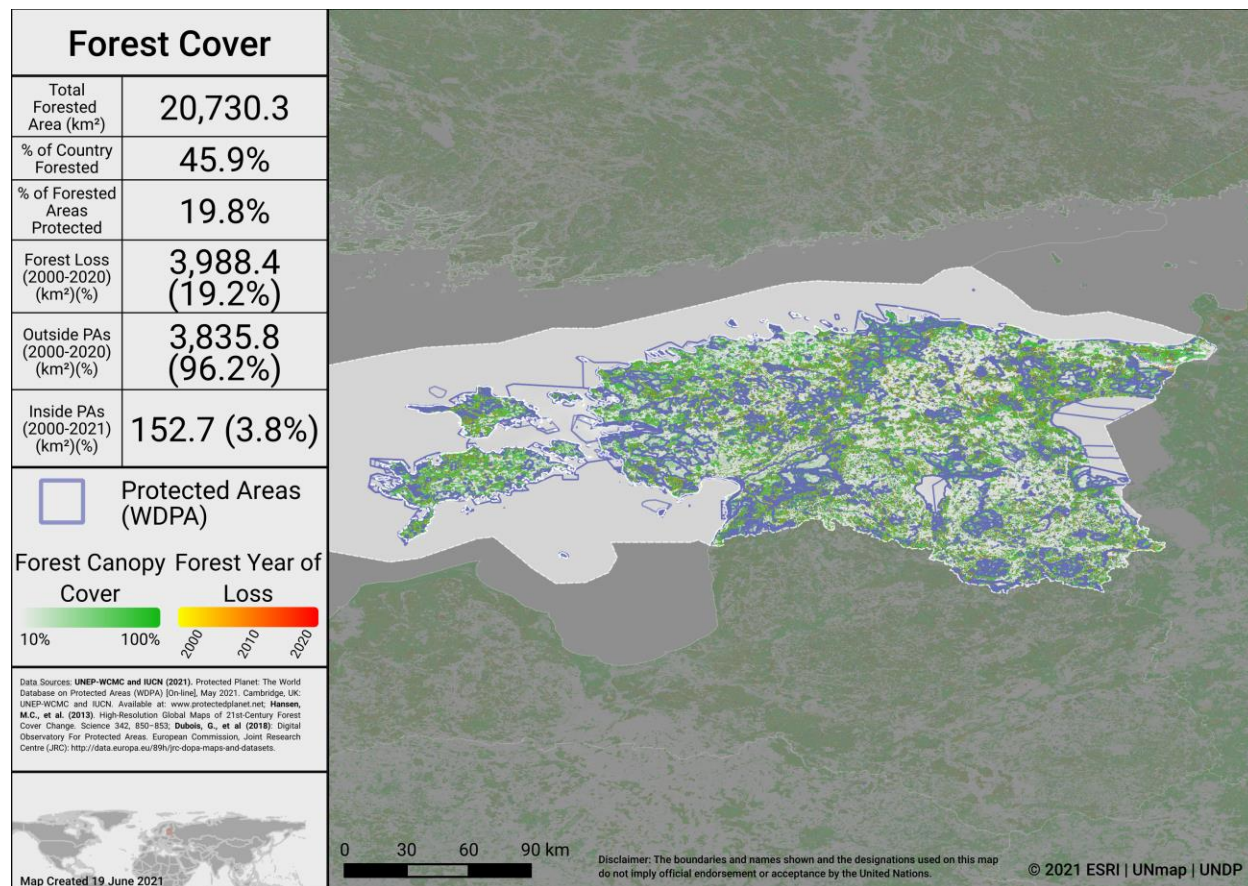 Forest Cover
Total
Forested
Area (km²)
20,730.3
% of Country
Forested
45.9%
% of Forested
Areas
Protected
19.8%
Forest Loss
(2000-2020)
(km²)(%)
3,988.4
(19.2%)
Outside PAs
(2000-2020)
(km²)(%)
3,835.8
(96.2%)
Inside PAs
(2000-2021)
(km²)(%)
152.7 (3.8%)
Protected Areas
(WDPA)
Forest Canopy
Cover
10% 100%
Forest Year of
Loss
2000 2010 2020
Data Sources: UNEP-WCMC and IUCN (2021). Protected Planet: The World
Database on Protected Areas (WDPA) [On-line], May 2021. Cambridge, UK:
UNEP-WCMC and IUCN. Available at: www.protectedplanet.net; Hansen,
M.C., et al. (2013). High-Resolution Global Maps of 21st-Century Forest
Cover Change. Science 342, 850–853; Dubois, G., et al (2018): Digital
Observatory For Protected Areas. European Commission, Joint Research
Centre (JRC): http://data.europa.eu/89h/jrc-dopa-maps-and-datasets.
Map Created 19 June 2021
0 30 60 90 km
Disclaimer: The boundaries and names shown and the designations used on this map
do not imply official endorsement or acceptance by the United Nations.
© 2021 ESRI | UNmap | UNDP